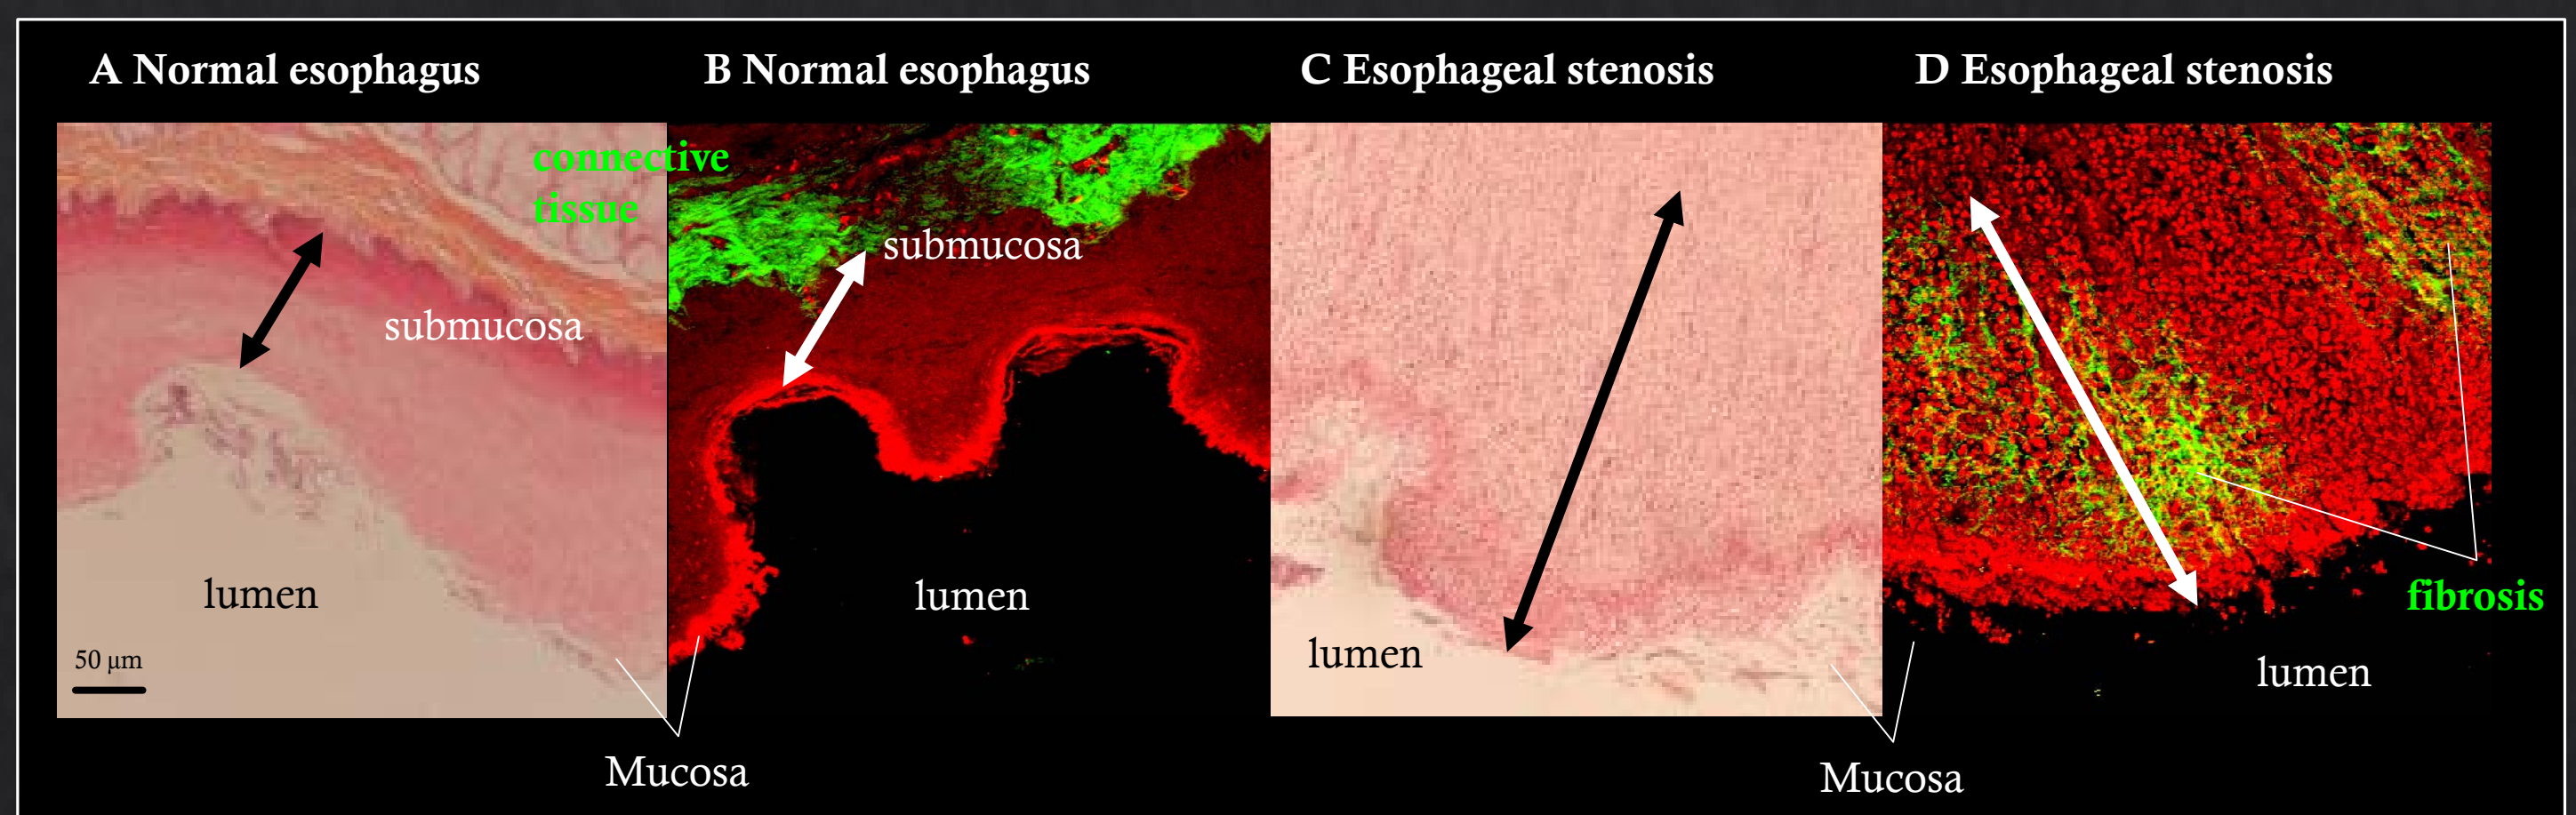 A Normal esophagus
B Normal esophagus
C Esophageal stenosis
D Esophageal stenosis
connective
tissue
submucosa
submucosa
lumen
lumen
lumen
lumen
50 µm
fibrosis
Mucosa
Mucosa